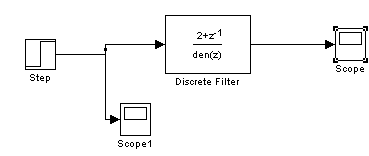 2+z⁻¹
den(z)
Step
Discrete Filter
Scope
Scope1